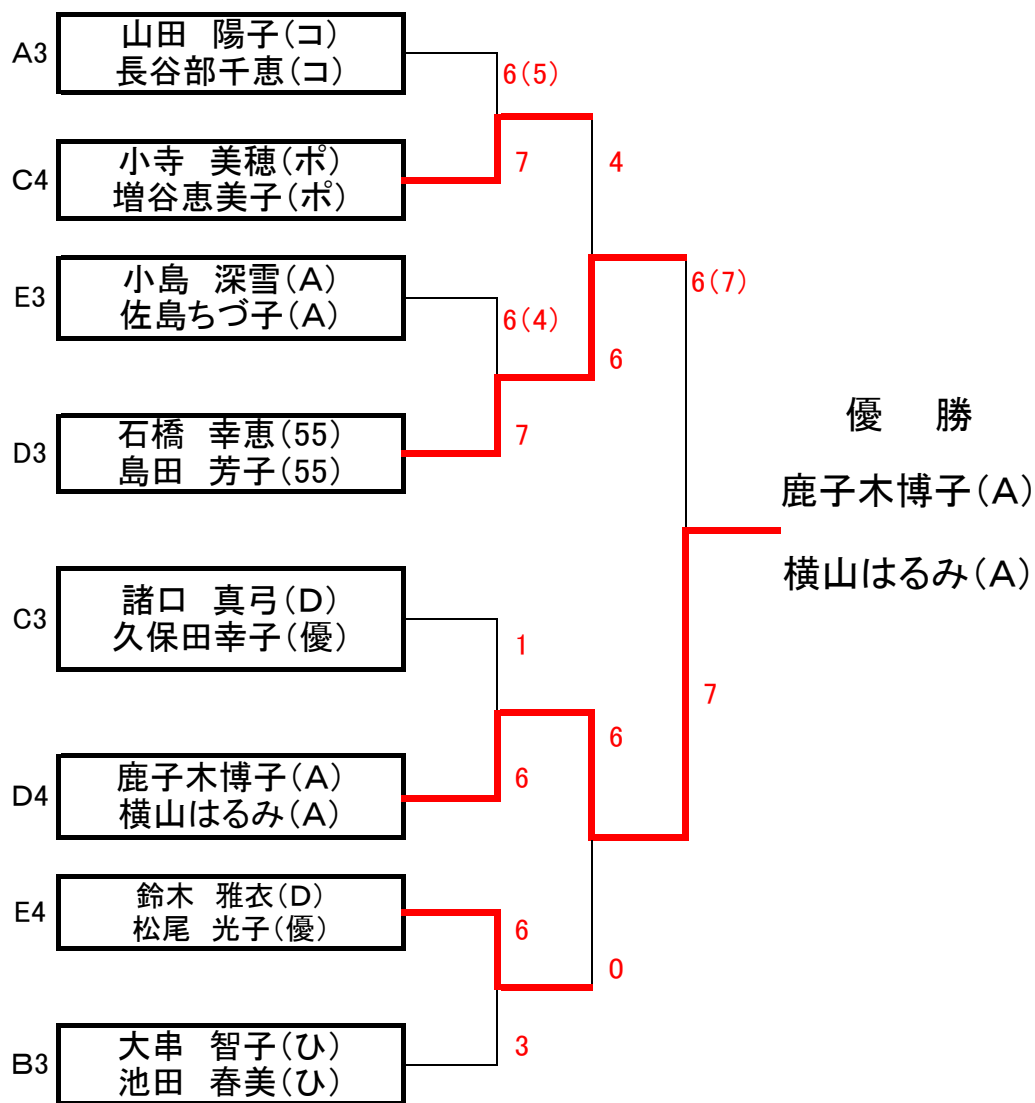 A3
山田　陽子(コ)
長谷部千恵(コ)
6(5)
C4
小寺　美穂(ポ)
増谷恵美子(ポ)
7
4
E3
小島　深雪(A)
佐島ちづ子(A)
6(4)
6(7)
6
D3
石橋　幸恵(55)
島田　芳子(55)
7
優　勝
鹿子木博子(A)
横山はるみ(A)
C3
諸口　真弓(D)
久保田幸子(優)
1
7
6
D4
鹿子木博子(A)
横山はるみ(A)
6
E4
鈴木　雅衣(D)
松尾　光子(優)
6
0
B3
大串　智子(ひ)
池田　春美(ひ)
3